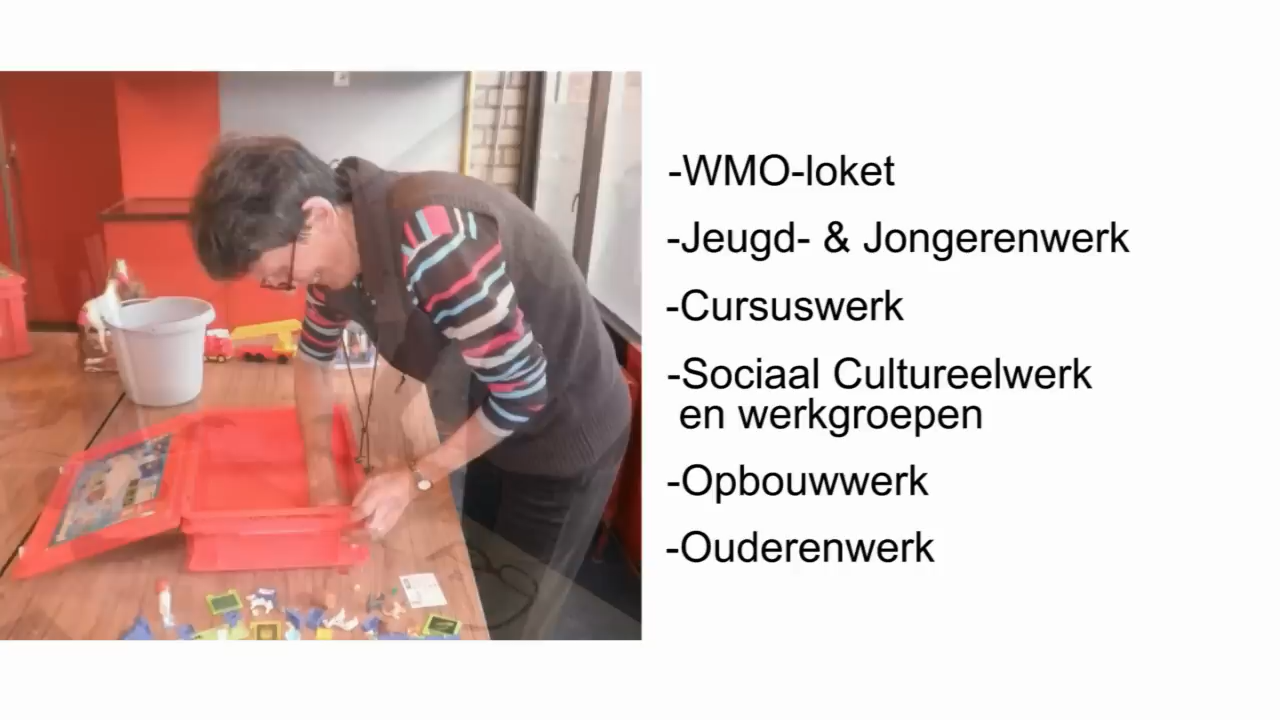 -WMO-loket
-Jeugd- & Jongerenwerk
-Cursuswerk
-Sociaal Cultureelwerk
en werkgroepen
-Opbouwwerk
-Ouderenwerk